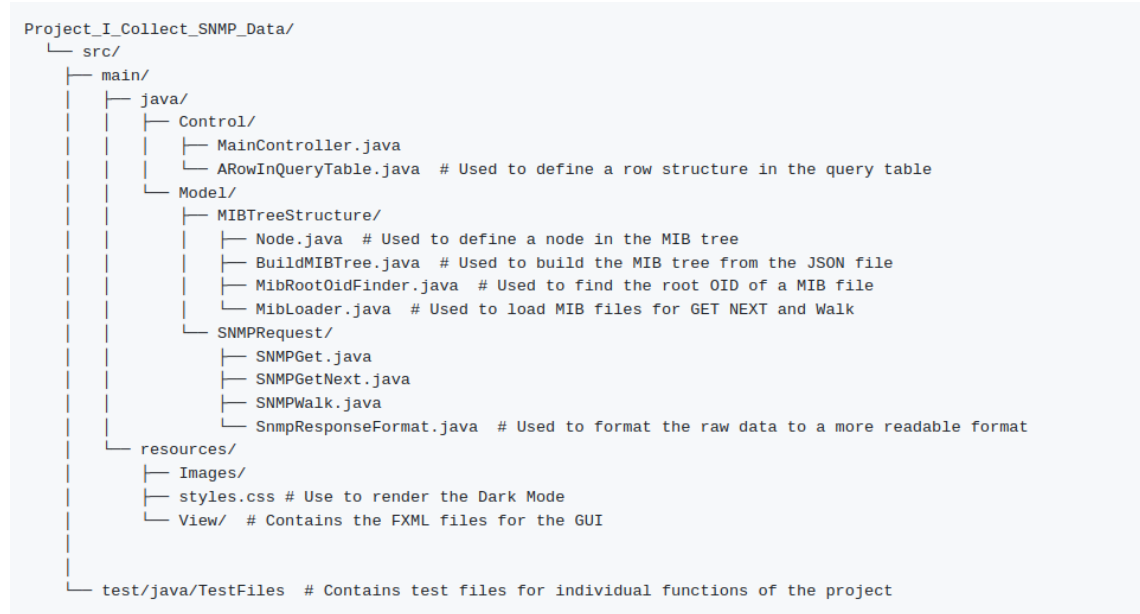 Project_I_Collect_SNMP_Data/
└── src/
├── main/
│ ├── java/
│ │ ├── Control/
│ │ │ ├── MainController.java
│ │ │ └── ARowInQueryTable.java # Used to define a row structure in the query table
│ │ └── Model/
│ │ ├── MIBTreeStructure/
│ │ │ ├── Node.java # Used to define a node in the MIB tree
│ │ │ ├── BuildMIBTree.java # Used to build the MIB tree from the JSON file
│ │ │ ├── MibRootOidFinder.java # Used to find the root OID of a MIB file
│ │ │ └── MibLoader.java # Used to load MIB files for GET NEXT and Walk
│ │ └── SNMPRequest/
│ │ ├── SNMPGet.java
│ │ ├── SNMPGetNext.java
│ │ ├── SNMPWalk.java
│ │ └── SnmpResponseFormat.java # Used to format the raw data to a more readable format
│ └── resources/
│ ├── Images/
│ ├── styles.css # Use to render the Dark Mode
│ └── View/ # Contains the FXML files for the GUI
│
│
└── test/java/TestFiles # Contains test files for individual functions of the project